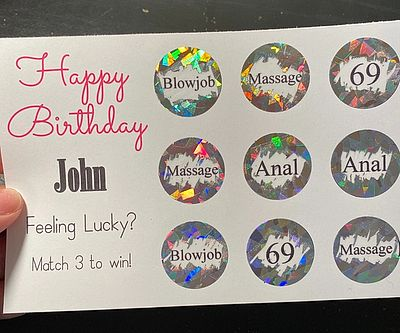 Happy
Birthday
John
Feeling Lucky?
Match 3 to win!
Blowjob
Massage
69
Massage
Anal
Anal
Blowjob
69
Massage